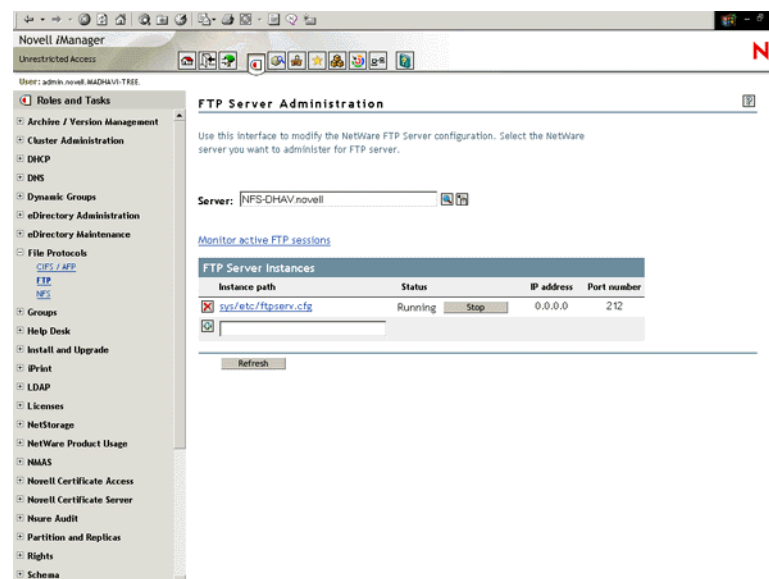 Novell iManager
Unrestricted Access
N
User: admin.novell.MADHAVI-TREE.
Roles and Tasks
Archive / Version Management
Cluster Administration
DHCP
DNS
Dynamic Groups
eDirectory Administration
eDirectory Maintenance
File Protocols
CIFS / AFP
FTP
NFS
Groups
Help Desk
Install and Upgrade
iPrint
LDAP
Licenses
NetStorage
NetWare Product Usage
NMAS
Novell Certificate Access
Novell Certificate Server
Nsure Audit
Partition and Replicas
Rights
Schema
FTP Server Administration
?
Use this interface to modify the NetWare FTP Server configuration. Select the NetWare
server you want to administer for FTP server.
Server: NFS-DHAV.novell
Monitor active FTP sessions
FTP Server Instances
Instance path Status IP address Port number
sys/etc/ftpserv.cfg Running Stop 0.0.0.0 212
Refresh